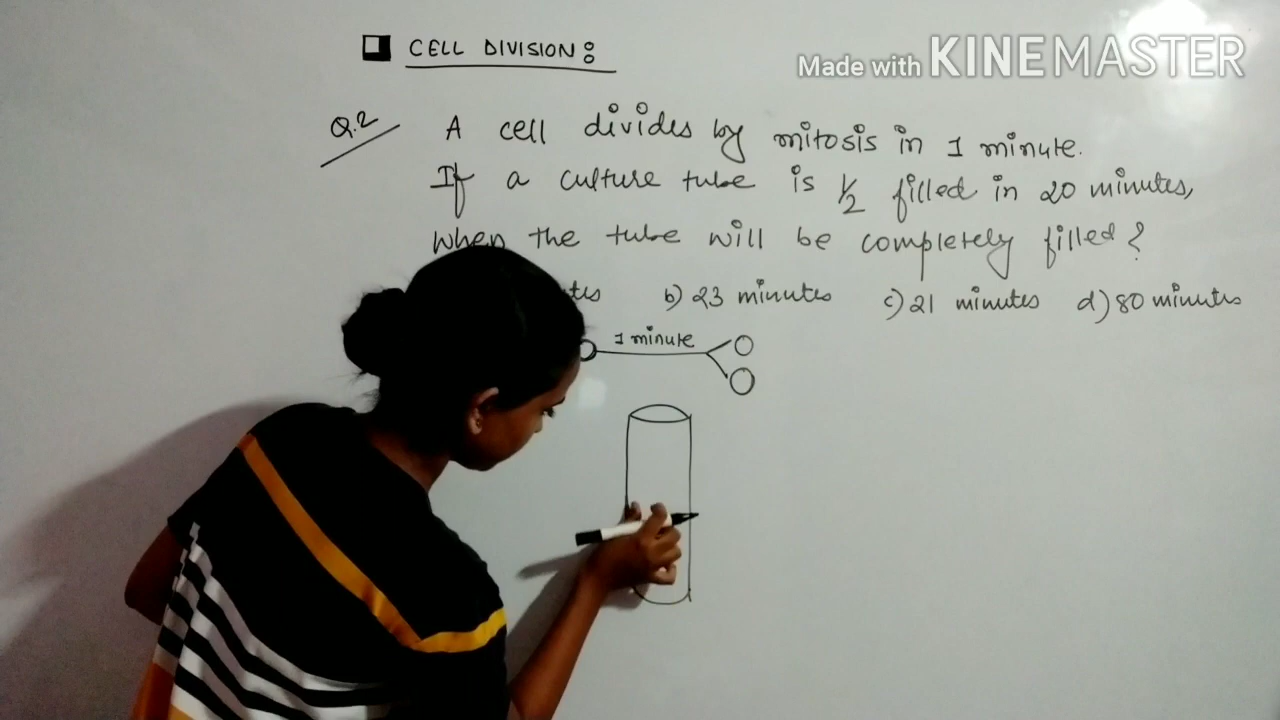 CELL DIVISION:
Made with KINEMASTER
Q.2 A cell divides by mitosis in 1 minute.
If a culture tube is 1/2 filled in 20 minutes,
when the tube will be completely filled?
b) 23 minutes c) 21 minutes d) 80 minutes
1 minute